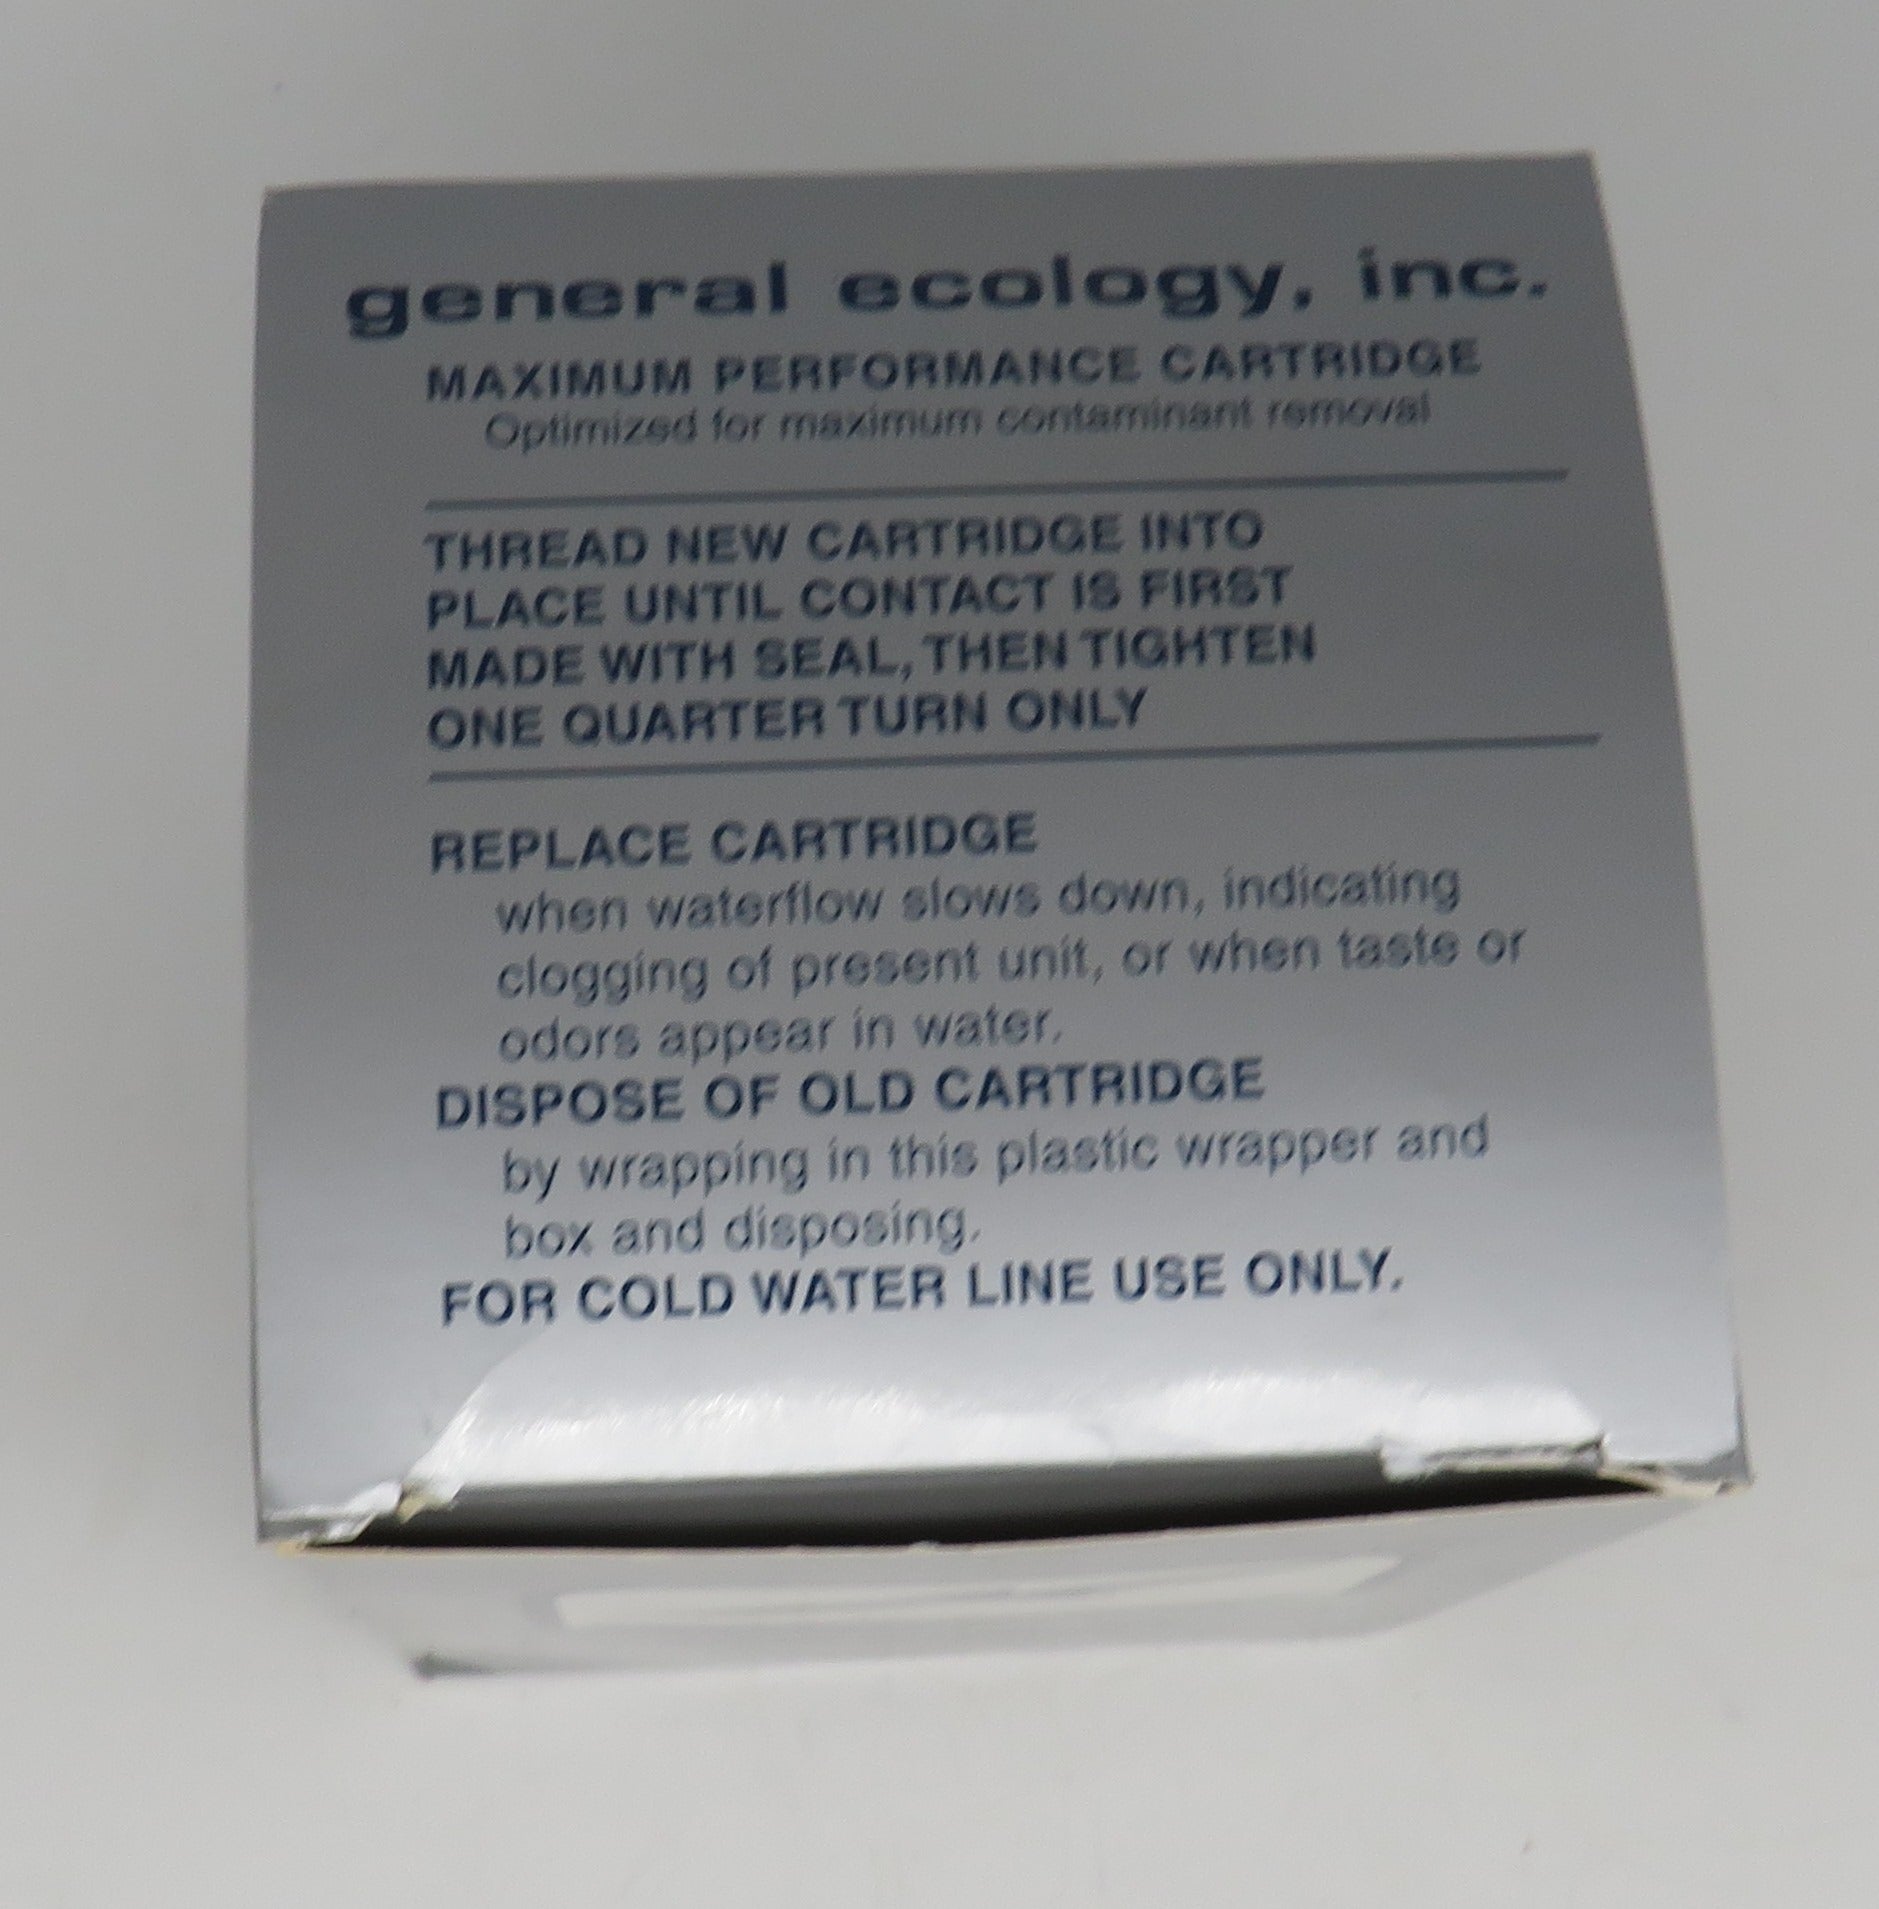 general ecology, inc.
MAXIMUM PERFORMANCE CARTRIDGE
Optimized for maximum contaminant removal
THREAD NEW CARTRIDGE INTO
PLACE UNTIL CONTACT IS FIRST
MADE WITH SEAL, THEN TIGHTEN
ONE QUARTER TURN ONLY
REPLACE CARTRIDGE
when waterflow slows down, indicating
clogging of present unit, or when taste or
odors appear in water.
DISPOSE OF OLD CARTRIDGE
by wrapping in this plastic wrapper and
box and disposing.
FOR COLD WATER LINE USE ONLY.